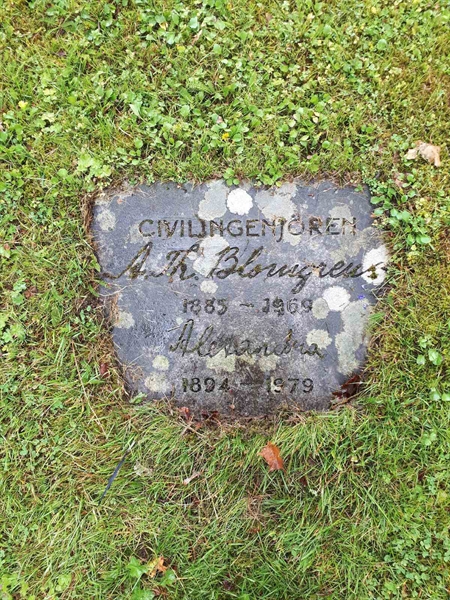 CIVILINGENJÖREN
A. Th. Blomgren
1885 - 1969
Alexandra
1894 - 1979